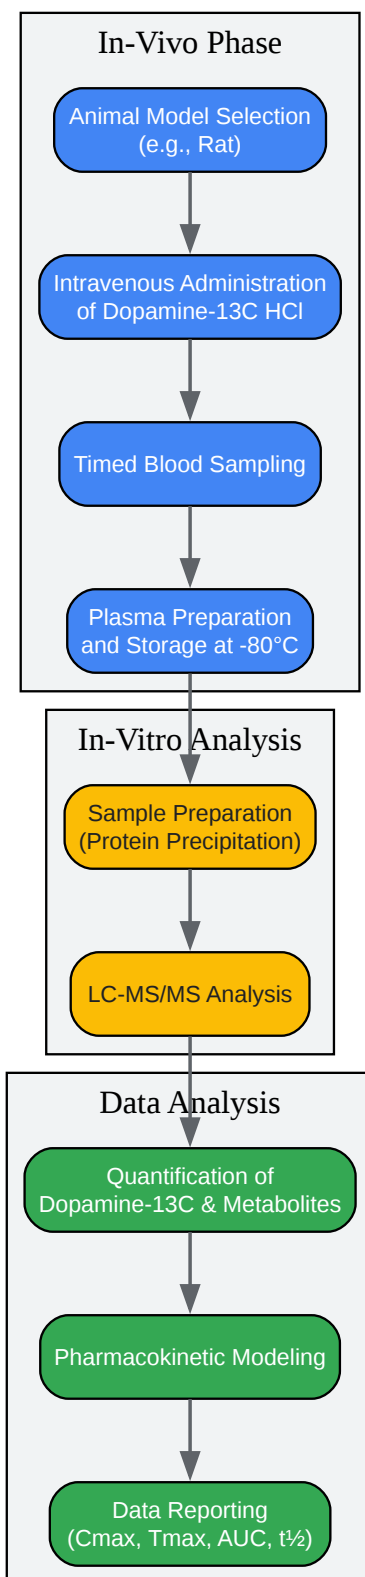 In-Vivo Phase
Animal Model Selection
(e.g., Rat)
Intravenous Administration
of Dopamine-13C HCl
Timed Blood Sampling
Plasma Preparation
and Storage at -80°C
In-Vitro Analysis
Sample Preparation
(Protein Precipitation)
LC-MS/MS Analysis
Data Analysis
Quantification of
Dopamine-13C & Metabolites
Pharmacokinetic Modeling
Data Reporting
(Cmax, Tmax, AUC, t½)